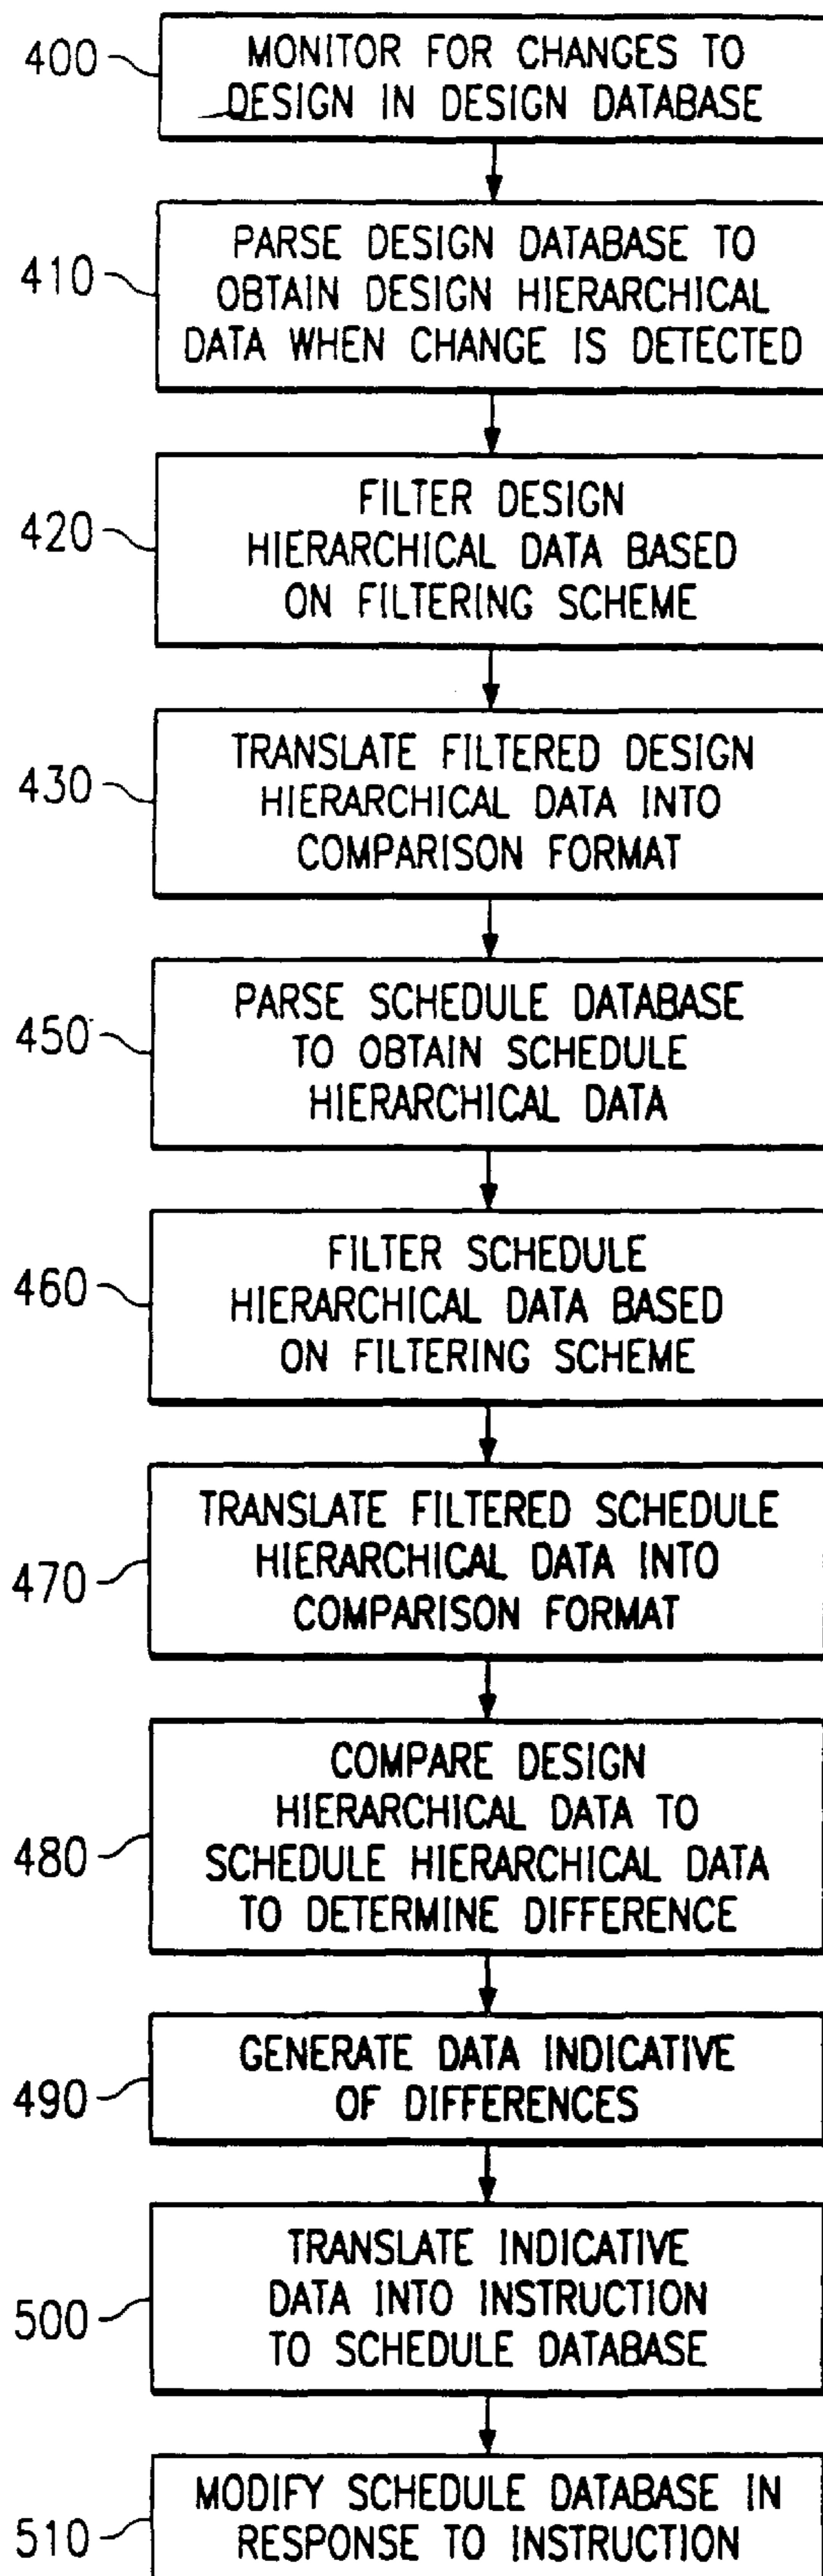 400
MONITOR FOR CHANGES TO
DESIGN IN DESIGN DATABASE
410
PARSE DESIGN DATABASE TO
OBTAIN DESIGN HIERARCHICAL
DATA WHEN CHANGE IS DETECTED
420
FILTER DESIGN
HIERARCHICAL DATA BASED
ON FILTERING SCHEME
430
TRANSLATE FILTERED DESIGN
HIERARCHICAL DATA INTO
COMPARISON FORMAT
450
PARSE SCHEDULE DATABASE
TO OBTAIN SCHEDULE
HIERARCHICAL DATA
460
FILTER SCHEDULE
HIERARCHICAL DATA BASED
ON FILTERING SCHEME
470
TRANSLATE FILTERED SCHEDULE
HIERARCHICAL DATA INTO
COMPARISON FORMAT
480
COMPARE DESIGN
HIERARCHICAL DATA TO
SCHEDULE HIERARCHICAL DATA
TO DETERMINE DIFFERENCE
490
GENERATE DATA INDICATIVE
OF DIFFERENCES
500
TRANSLATE INDICATIVE
DATA INTO INSTRUCTION
TO SCHEDULE DATABASE
510
MODIFY SCHEDULE DATABASE IN
RESPONSE TO INSTRUCTION